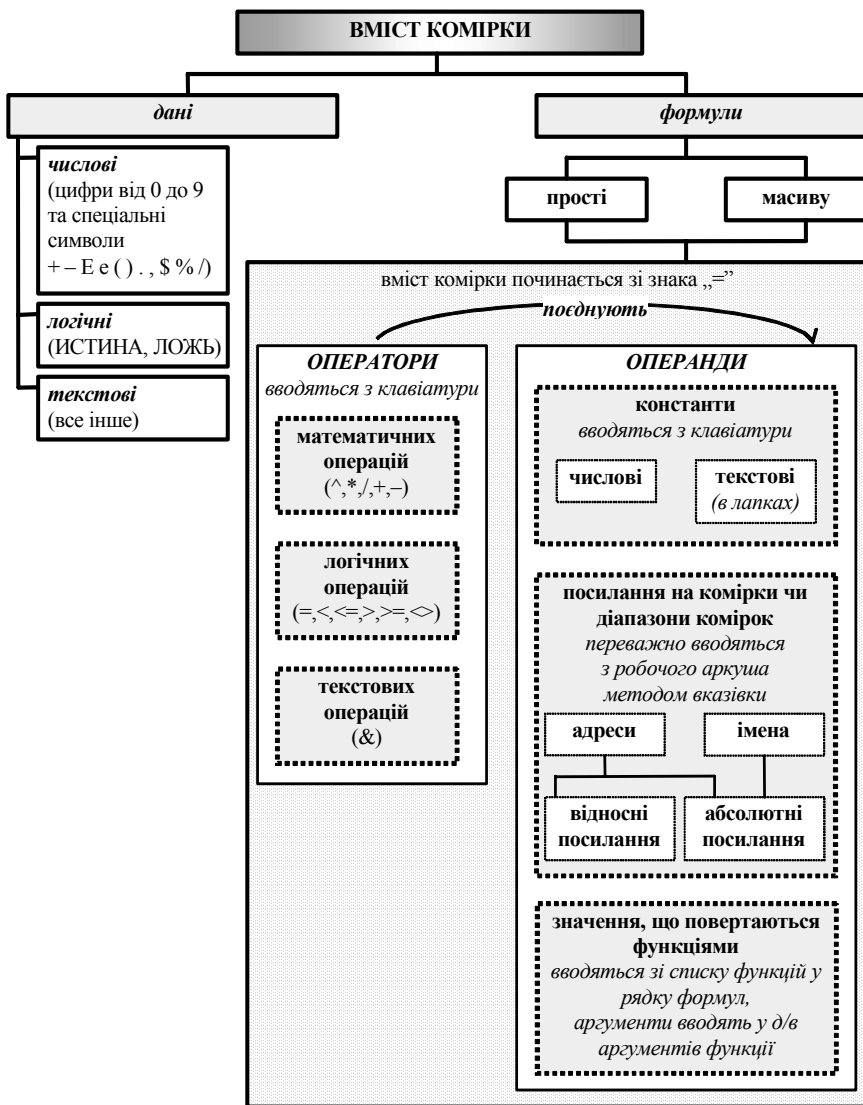 ВМІСТ КОМІРКИ
дані
формули
числові
(цифри від 0 до 9
та спеціальні
символи
+ – E e ( ) . , $ % /)
логічні
(ИСТИНА, ЛОЖЬ)
текстові
(все інше)
прості
масиву
вміст комірки починається зі знака „=”
поєднують
ОПЕРАТОРИ
вводяться з клавіатури
математичних
операцій
(^,*,/,+,–)
логічних
операцій
(=,<,<=,>,>=,<>)
текстових
операцій
(&)
ОПЕРАНДИ
константи
вводяться з клавіатури
числові
текстові
(в лапках)
посилання на комірки чи
діапазони комірок
переважно вводяться
з робочого аркуша
методом вказівки
адреси
імена
відносні
посилання
абсолютні
посилання
значення, що повертаються
функціями
вводяться зі списку функцій у
рядку формул,
аргументи вводять у д/в
аргументів функції